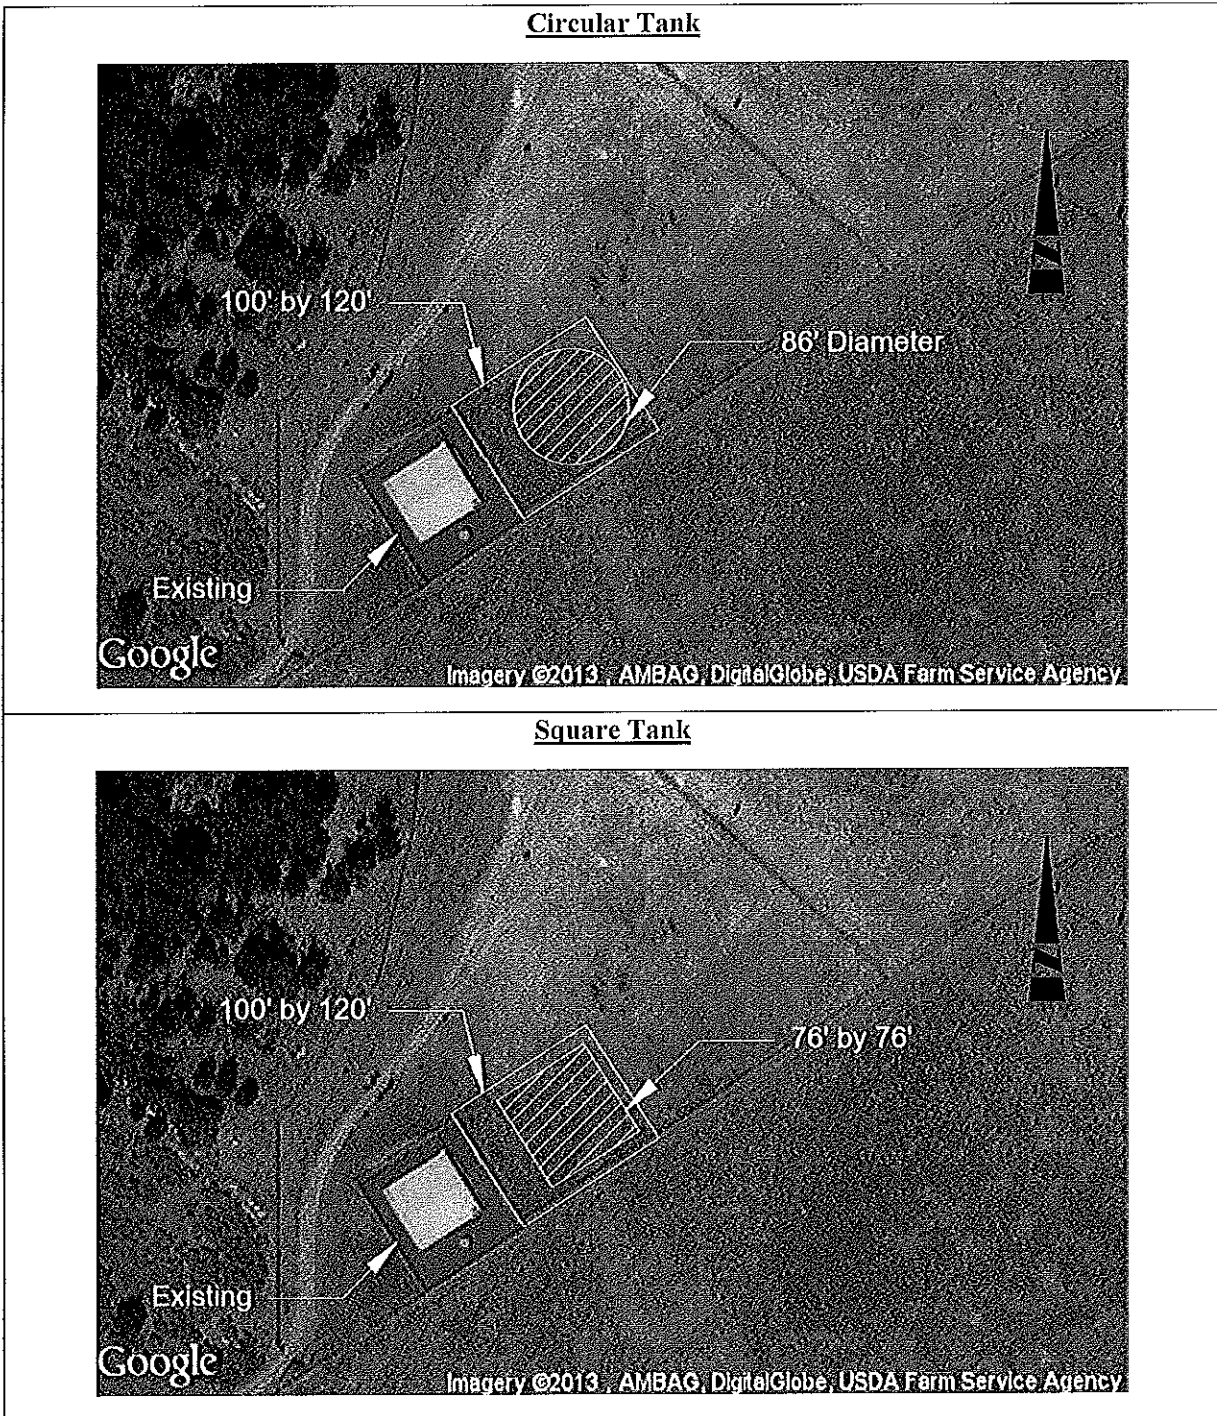 Circular Tank
100' by 120'
86' Diameter
Existing
Google
Imagery ©2013 , AMBAG, DigitalGlobe, USDA Farm Service Agency
Square Tank
100' by 120'
76' by 76'
Existing
Google
Imagery ©2013 , AMBAG, DigitalGlobe, USDA Farm Service Agency